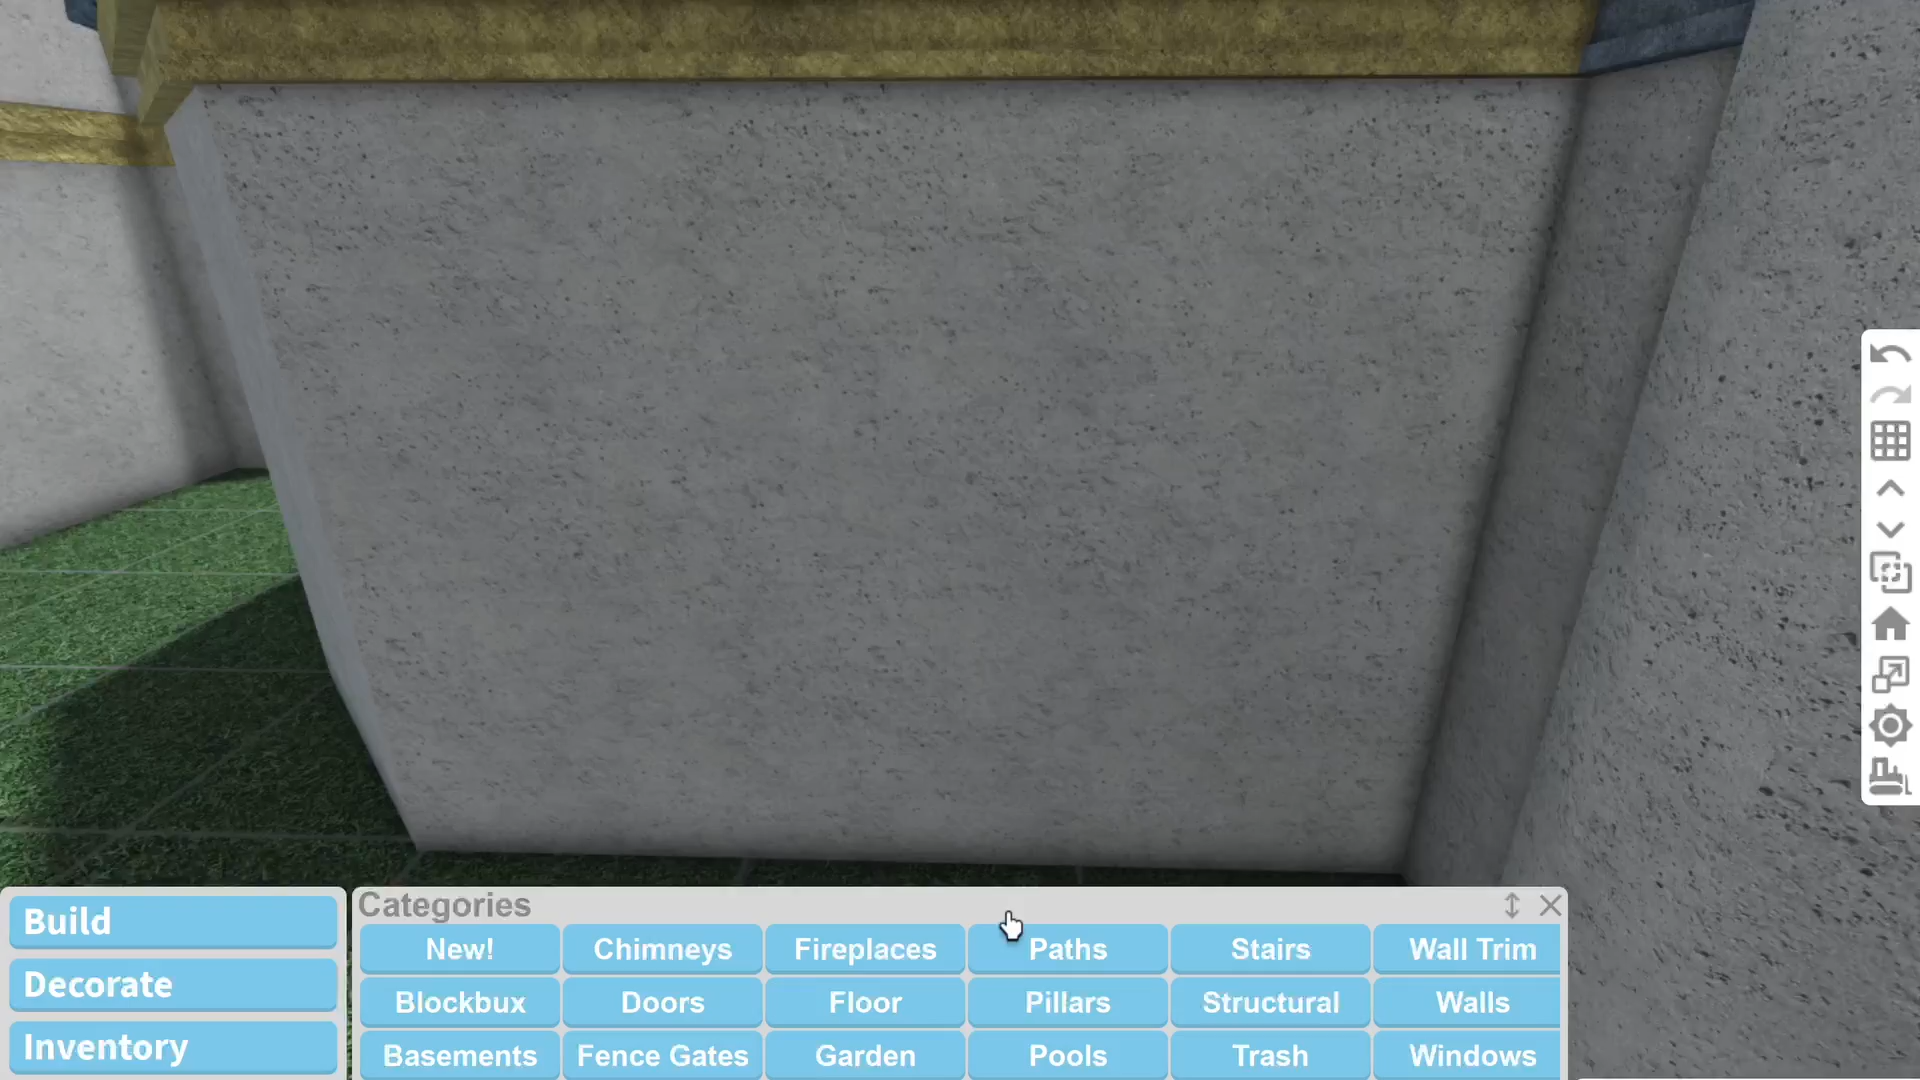 Build
Decorate
Inventory
Categories
New! Chimneys Fireplaces Paths Stairs Wall Trim
Blockbux Doors Floor Pillars Structural Walls
Basements Fence Gates Garden Pools Trash Windows